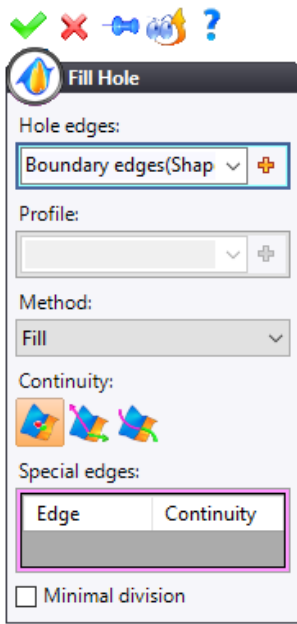 ?
Fill Hole
Hole edges:
Boundary edges(Shap
Profile:
Method:
Fill
Continuity:
Special edges:
Edge Continuity
Minimal division